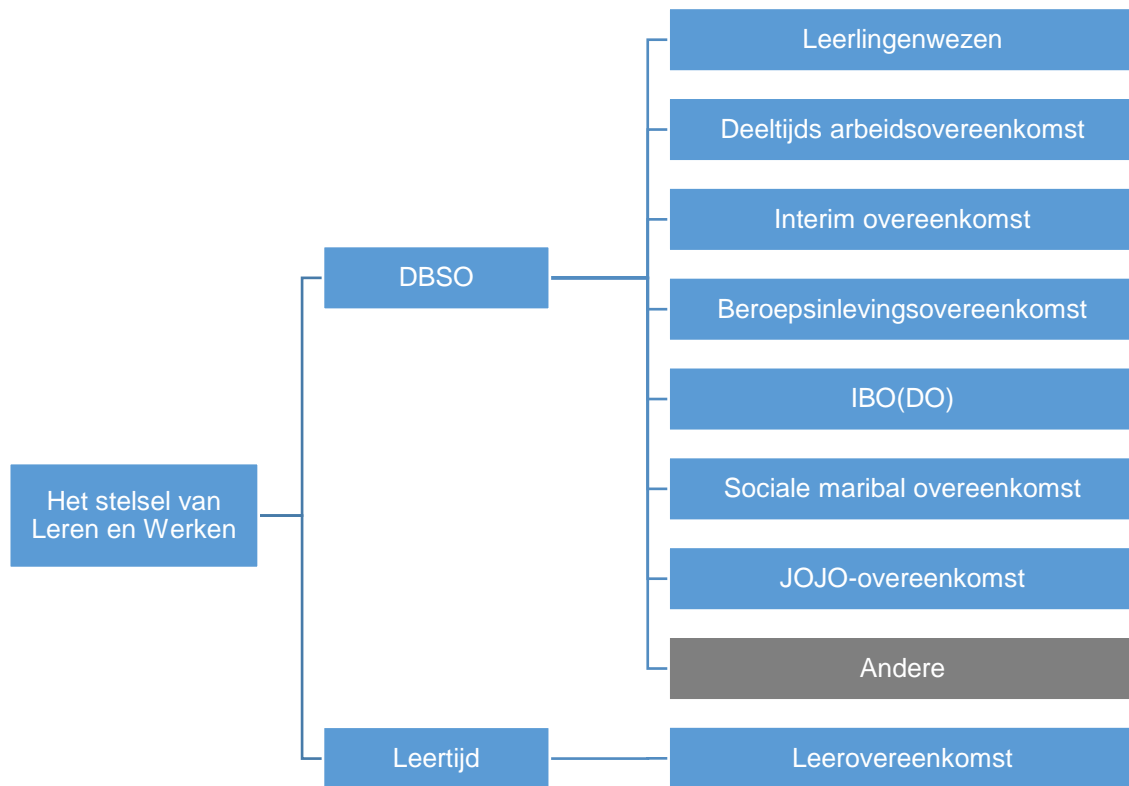 Leerlingenwezen
Deeltijds arbeidsovereenkomst
Interim overeenkomst
DBSO
Beroepsinlevingsovereenkomst
IBO(DO)
Het stelsel van
Leren en Werken
Sociale maribal overeenkomst
JOJO-overeenkomst
Andere
Leertijd
Leerovereenkomst